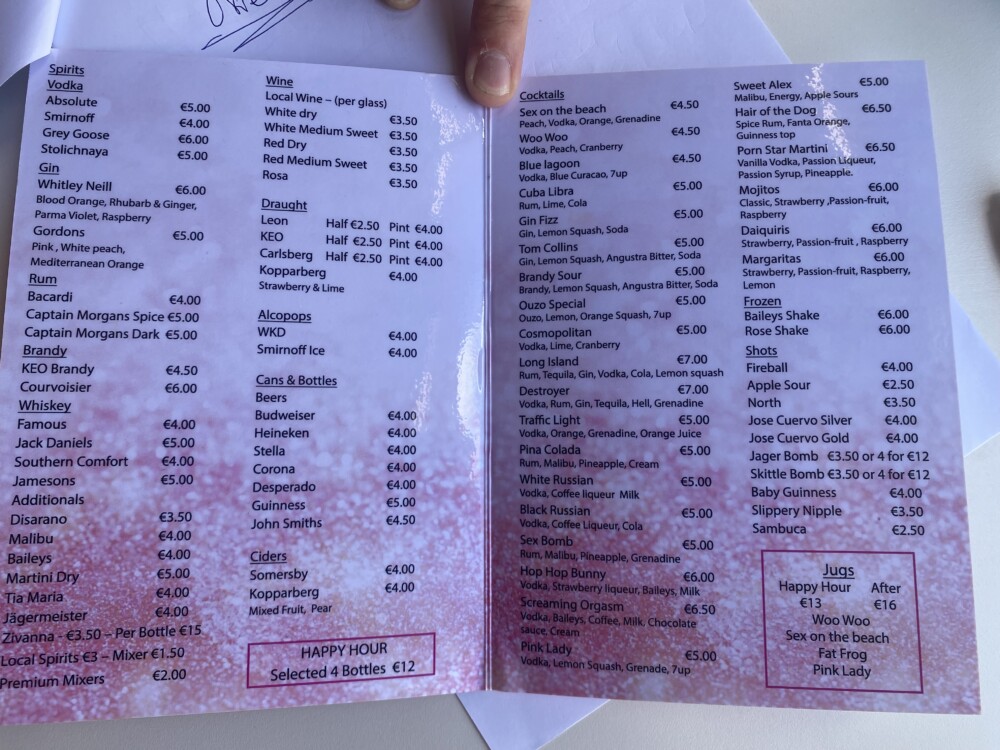 Spirits
Vodka
Absolute €5.00
Smirnoff €4.00
Grey Goose €6.00
Stolichnaya €5.00
Gin
Whitley Neill €6.00
Blood Orange, Rhubarb & Ginger,
Parma Violet, Raspberry
Gordons €5.00
Pink , White peach,
Mediterranean Orange
Rum
Bacardi €4.00
Captain Morgans Spice €5.00
Captain Morgans Dark €5.00
Brandy
KEO Brandy €4.50
Courvoisier €6.00
Whiskey
Famous €4.00
Jack Daniels €5.00
Southern Comfort €4.00
Jamesons €5.00
Additionals
Disarano €3.50
Malibu €4.00
Baileys €4.00
Martini Dry €5.00
Tia Maria €4.00
Jägermeister €4.00
Zivanna - €3.50 – Per Bottle €15
Local Spirits €3 – Mixer €1.50
Premium Mixers €2.00
Wine
Local Wine – (per glass)
White dry €3.50
White Medium Sweet €3.50
Red Dry €3.50
Red Medium Sweet €3.50
Rosa €3.50
Draught
Leon Half €2.50 Pint €4.00
KEO Half €2.50 Pint €4.00
Carlsberg Half €2.50 Pint €4.00
Kopparberg €4.00
Strawberry & Lime
Alcopops
WKD €4.00
Smirnoff Ice €4.00
Cans & Bottles
Beers
Budweiser €4.00
Heineken €4.00
Stella €4.00
Corona €4.00
Desperado €4.00
Guinness €5.00
John Smiths €4.50
Ciders
Somersby €4.00
Kopparberg €4.00
Mixed Fruit, Pear
HAPPY HOUR
Selected 4 Bottles €12
Cocktails
Sex on the beach €4.50
Peach, Vodka, Orange, Grenadine
Woo Woo €4.50
Vodka, Peach, Cranberry
Blue lagoon €4.50
Vodka, Blue Curacao, 7up
Cuba Libra €5.00
Rum, Lime, Cola
Gin Fizz €5.00
Gin, Lemon Squash, Soda
Tom Collins €5.00
Gin, Lemon Squash, Angustra Bitter, Soda
Brandy Sour €5.00
Brandy, Lemon Squash, Angustra Bitter, Soda
Ouzo Special €5.00
Ouzo, Lemon, Orange Squash, 7up
Cosmopolitan €5.00
Vodka, Lime, Cranberry
Long Island €7.00
Rum, Tequila, Gin, Vodka, Cola, Lemon squash
Destroyer €7.00
Vodka, Rum, Gin, Tequila, Hell, Grenadine
Traffic Light €5.00
Vodka, Orange, Grenadine, Orange Juice
Pina Colada €5.00
Rum, Malibu, Pineapple, Cream
White Russian €5.00
Vodka, Coffee liqueur Milk
Black Russian €5.00
Vodka, Coffee Liqueur, Cola
Sex Bomb €5.00
Rum, Malibu, Pineapple, Grenadine
Hop Hop Bunny €6.00
Vodka, Strawberry liqueur, Baileys, Milk
Screaming Orgasm €6.50
Vodka, Baileys, Coffee, Milk, Chocolate
sauce, Cream
Pink Lady €5.00
Vodka, Lemon Squash, Grenade, 7up
Sweet Alex €5.00
Malibu, Energy, Apple Sours
Hair of the Dog €6.50
Spice Rum, Fanta Orange,
Guinness top
Porn Star Martini €6.50
Vanilla Vodka, Passion Liqueur,
Passion Syrup, Pineapple.
Mojitos €6.00
Classic, Strawberry ,Passion-fruit,
Raspberry
Daiquiris €6.00
Strawberry, Passion-fruit , Raspberry
Margaritas €6.00
Strawberry, Passion-fruit, Raspberry,
Lemon
Frozen
Baileys Shake €6.00
Rose Shake €6.00
Shots
Fireball €4.00
Apple Sour €2.50
North €3.50
Jose Cuervo Silver €4.00
Jose Cuervo Gold €4.00
Jager Bomb €3.50 or 4 for €12
Skittle Bomb €3.50 or 4 for €12
Baby Guinness €4.00
Slippery Nipple €3.50
Sambuca €2.50
Jugs
Happy Hour After
€13 €16
Woo Woo
Sex on the beach
Fat Frog
Pink Lady